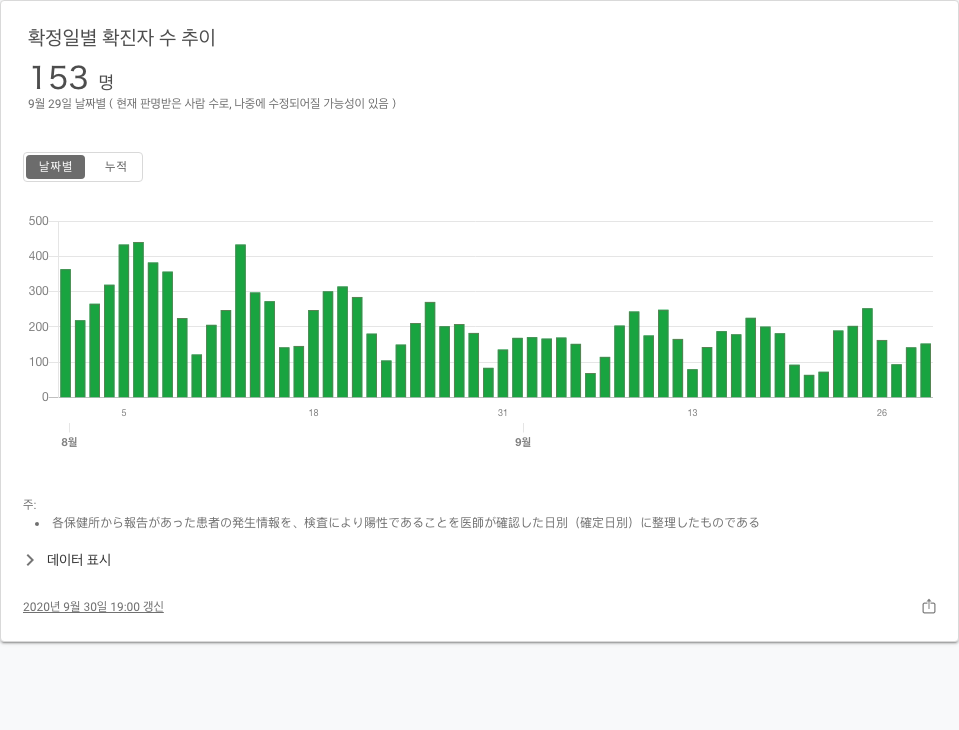 확정일별 확진자 수 추이
153 명
9월 29일 날짜별 ( 현재 판명받은 사람 수로, 나중에 수정되어질 가능성이 있음 )
날짜별 누적
500
400
300
200
100
0
5 18 31 13 26
8월 9월
주:
• 各保健所から報告があった患者の発生情報を、検査により陽性であることを医師が確認した日別（確定日別）に整理したものである
데이터 표시
2020년 9월 30일 19:00 갱신